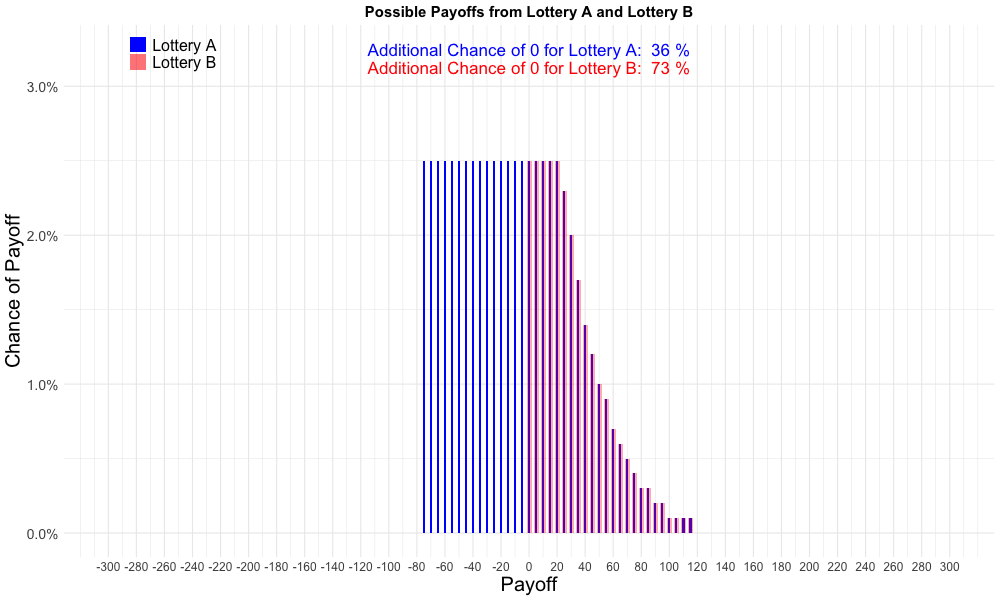 Possible Payoffs from Lottery A and Lottery B
Lottery A
Lottery B
Additional Chance of 0 for Lottery A: 36 %
Additional Chance of 0 for Lottery B: 73 %
Chance of Payoff
3.0%
2.0%
1.0%
0.0%
-300 -280 -260 -240 -220 -200 -180 -160 -140 -120 -100 -80 -60 -40 -20 0 20 40 60 80 100 120 140 160 180 200 220 240 260 280 300
Payoff